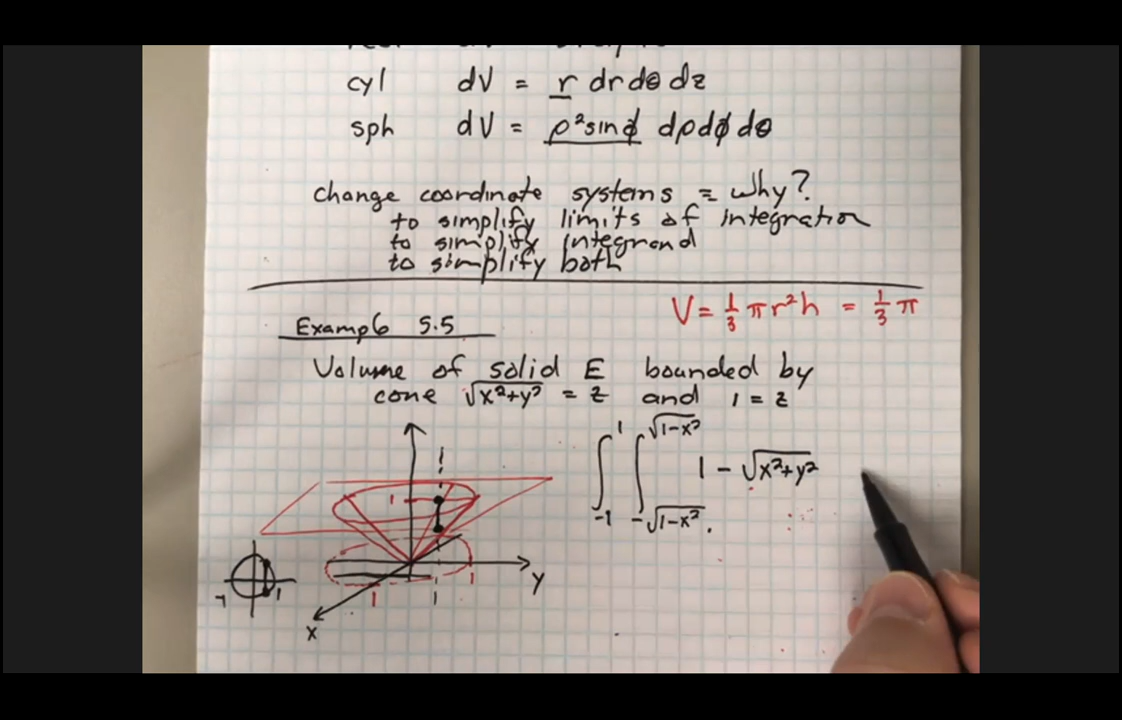 cyl dV = r dr dθ dz
sph dV = ρ² sin ϕ dρ dϕ dθ
change coordinate systems = why?
to simplify limits of integration
to simplify integrand
to simplify both
V = 1/3 π r² h = 1/3 π
Example 5.5
Volume of solid E bounded by
cone √x²+y² = z and 1 = z
∫_{-1}^{1} ∫_{-√1-x²}^{√1-x²} 1 - √x²+y²
1
-1 1
1 1 1
y
x